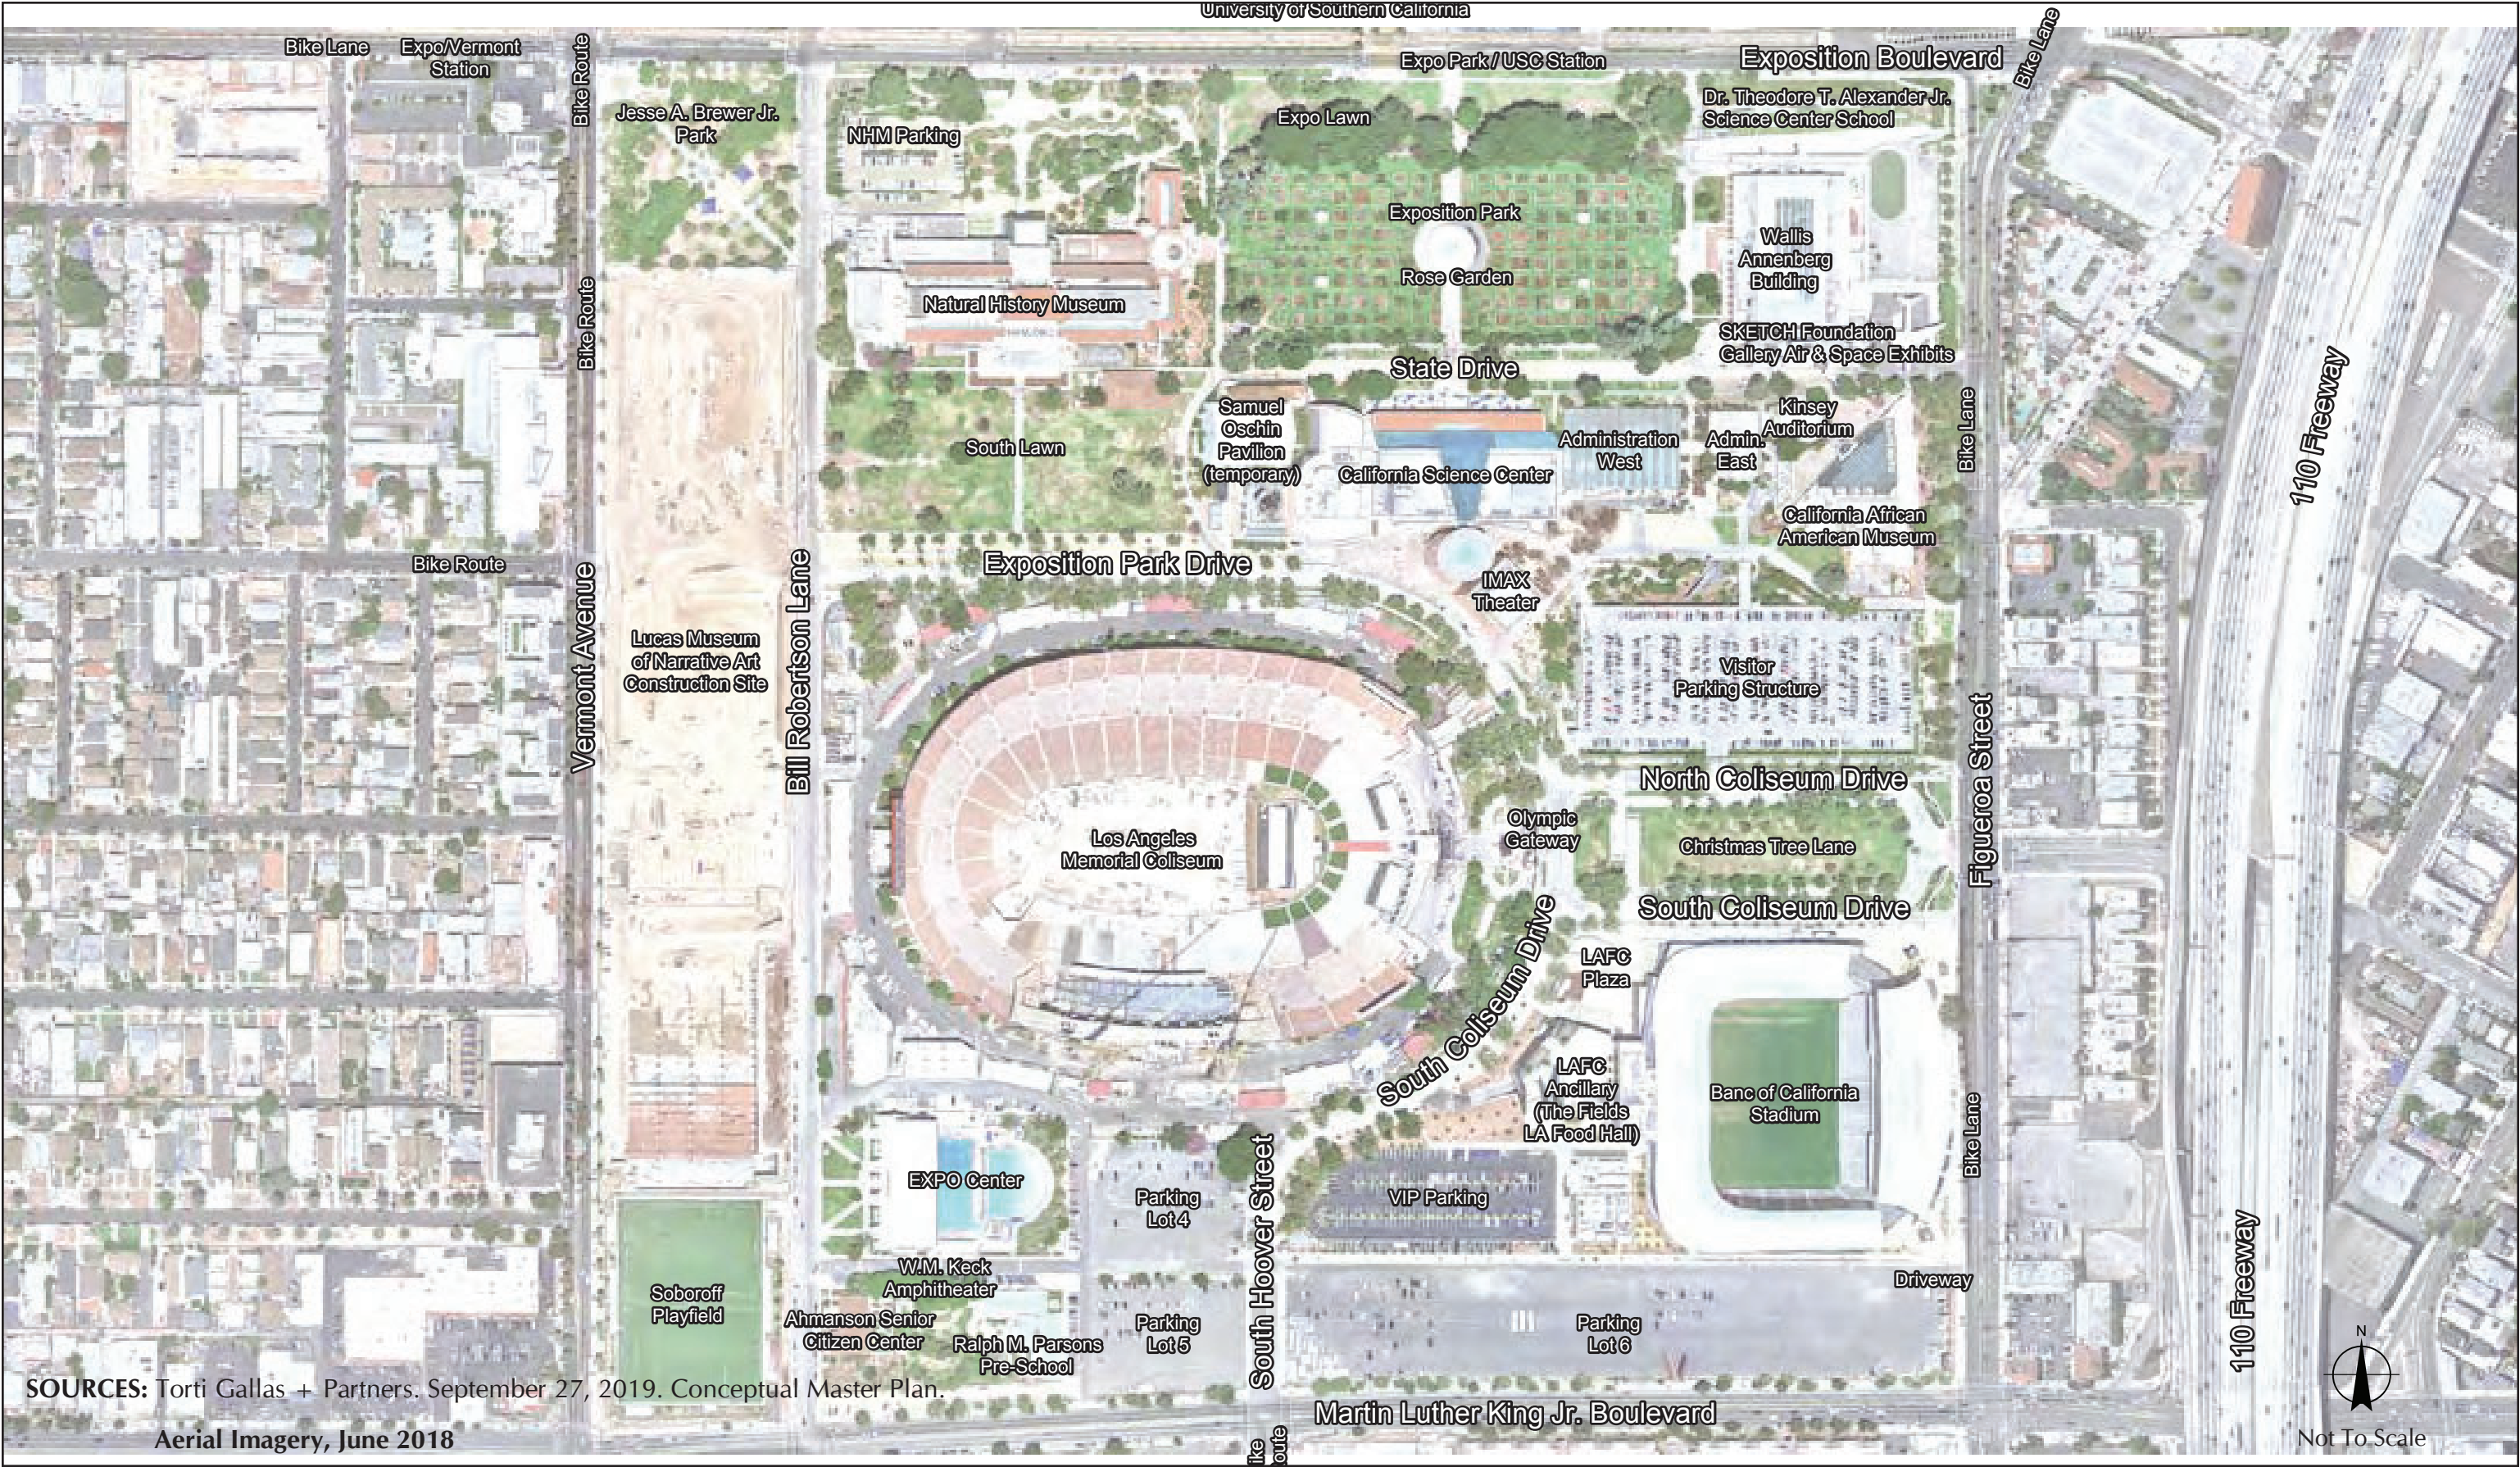 University of Southern California
Bike Lane
Expo/Vermont
Station
Bike Route
Expo Park / USC Station
Exposition Boulevard
Bike Lane
Jesse A. Brewer Jr.
Park
NHM Parking
Expo Lawn
Dr. Theodore T. Alexander Jr.
Science Center School
Exposition Park
Rose Garden
Wallis
Annenberg
Building
Bike Route
Natural History Museum
SKETCH Foundation
Gallery Air & Space Exhibits
State Drive
110 Freeway
South Lawn
Samuel
Oschin
Pavilion
(temporary)
California Science Center
Administration
West
Admin.
East
Kinsey
Auditorium
Bike Lane
California African
American Museum
Bike Route
Exposition Park Drive
IMAX
Theater
Vermont Avenue
Lucas Museum
of Narrative Art
Construction Site
Bill Robertson Lane
Visitor
Parking Structure
North Coliseum Drive
Figueroa Street
Los Angeles
Memorial Coliseum
Olympic
Gateway
Christmas Tree Lane
South Coliseum Drive
South Coliseum Drive
LAFC
Plaza
LAFC
Ancillary
(The Fields
LA Food Hall)
Banc of California
Stadium
Bike Lane
EXPO Center
Parking
Lot 4
South Hoover Street
VIP Parking
110 Freeway
Soboroff
Playfield
W.M. Keck
Amphitheater
Ahmanson Senior
Citizen Center
Ralph M. Parsons
Pre-School
Parking
Lot 5
Parking
Lot 6
Driveway
N
SOURCES: Torti Gallas + Partners. September 27, 2019. Conceptual Master Plan.
Martin Luther King Jr. Boulevard
Aerial Imagery, June 2018
Not To Scale